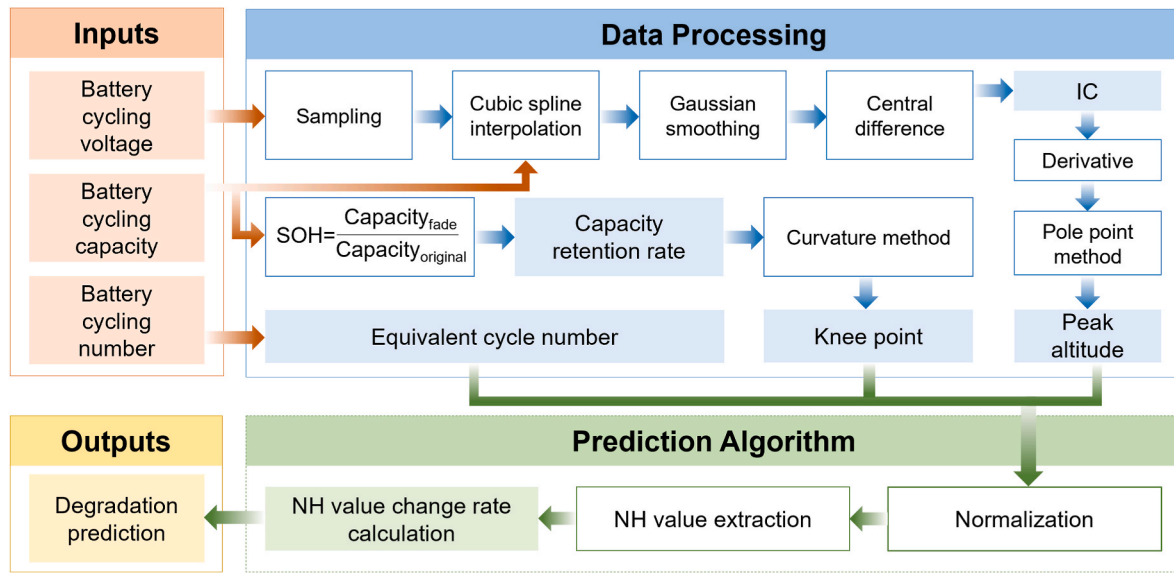 Inputs
Battery
cycling
voltage
Battery
cycling
capacity
Battery
cycling
number
Data Processing
Sampling
Cubic spline
interpolation
Gaussian
smoothing
Central
difference
IC
Derivative
Pole point
method
Peak
altitude
SOH=Capacity_fade/Capacity_original
Capacity
retention rate
Curvature method
Knee point
Equivalent cycle number
Prediction Algorithm
Normalization
NH value extraction
NH value change rate
calculation
Outputs
Degradation
prediction